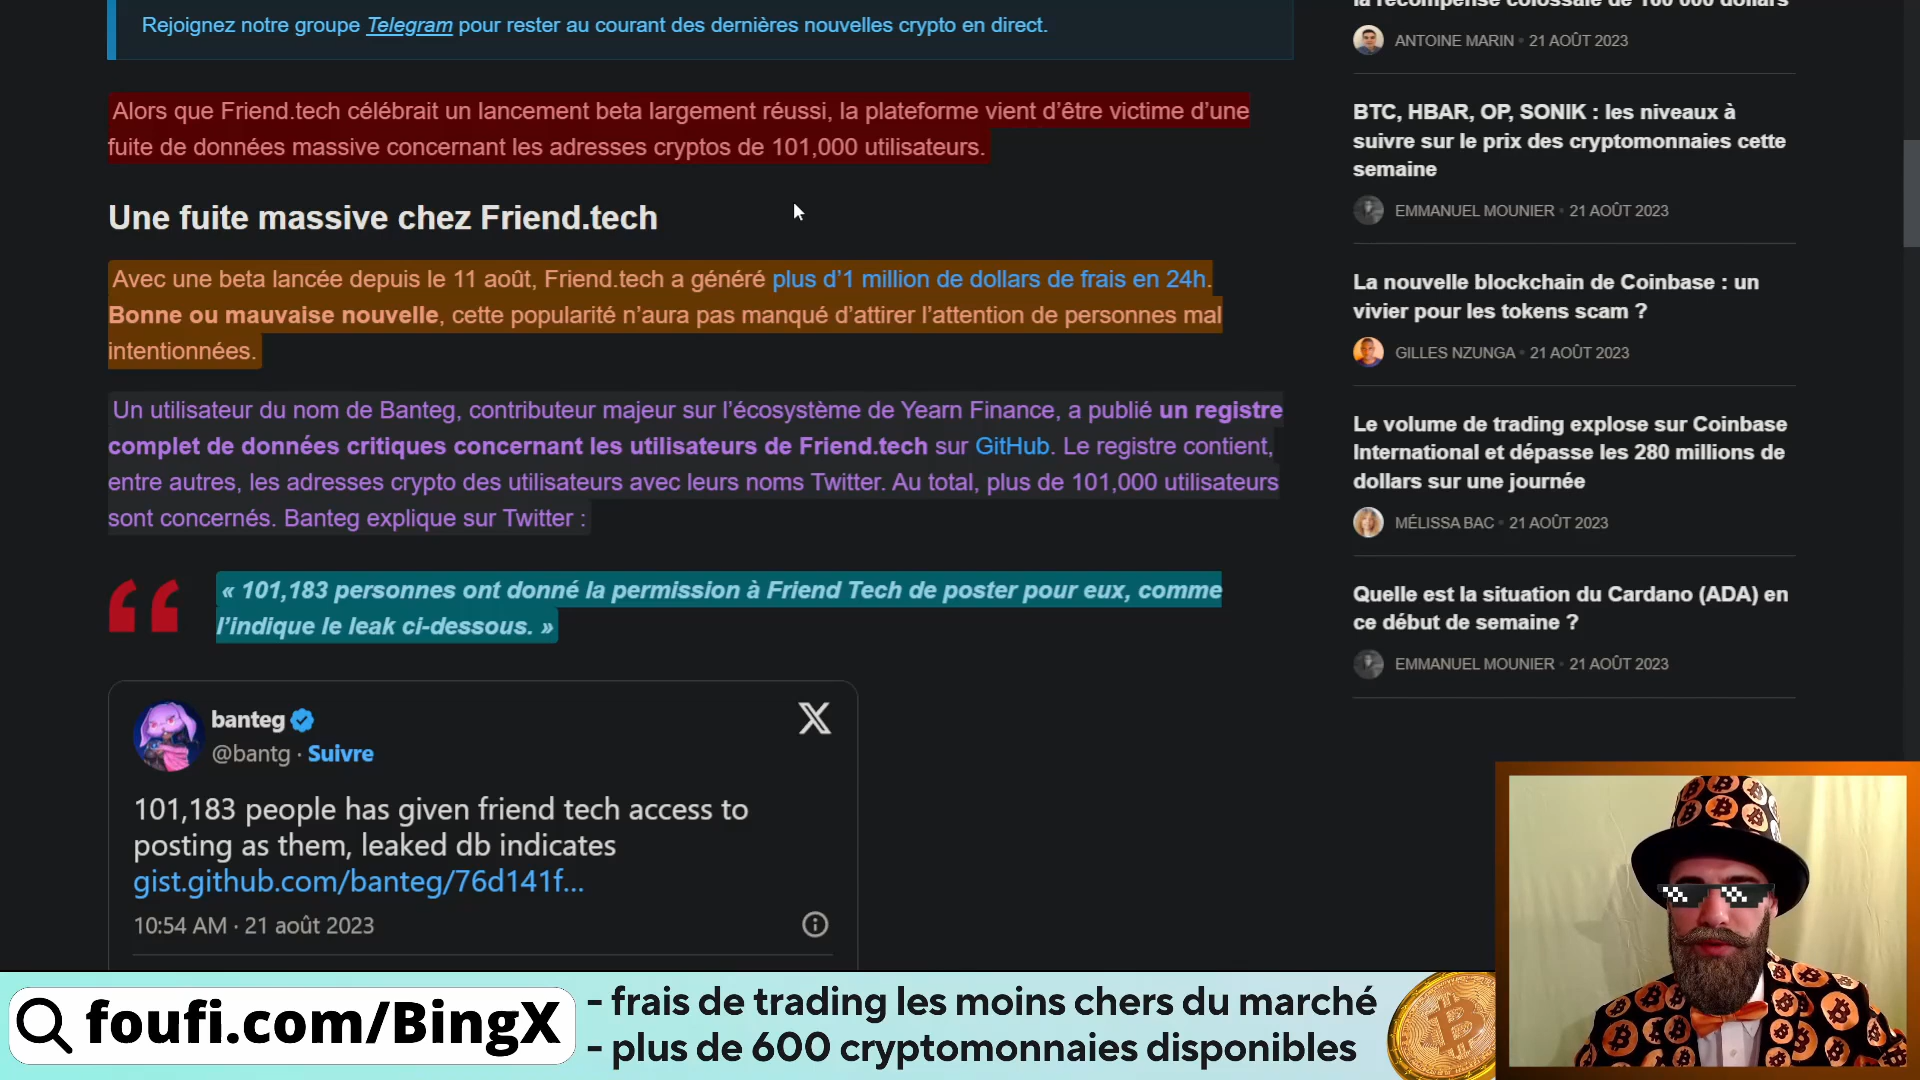 Rejoignez notre groupe Telegram pour rester au courant des dernières nouvelles crypto en direct.
Alors que Friend.tech célébrait un lancement beta largement réussi, la plateforme vient d'être victime d'une
fuite de données massive concernant les adresses cryptos de 101,000 utilisateurs.
Une fuite massive chez Friend.tech
Avec une beta lancée depuis le 11 août, Friend.tech a généré plus d'1 million de dollars de frais en 24h.
Bonne ou mauvaise nouvelle, cette popularité n'aura pas manqué d'attirer l'attention de personnes mal
intentionnées.
Un utilisateur du nom de Banteg, contributeur majeur sur l'écosystème de Yearn Finance, a publié un registre
complet de données critiques concernant les utilisateurs de Friend.tech sur GitHub. Le registre contient,
entre autres, les adresses crypto des utilisateurs avec leurs noms Twitter. Au total, plus de 101,000 utilisateurs
sont concernés. Banteg explique sur Twitter :
« 101,183 personnes ont donné la permission à Friend Tech de poster pour eux, comme
l'indique le leak ci-dessous. »
banteg
@bantg · Suivre
101,183 people has given friend tech access to
posting as them, leaked db indicates
gist.github.com/banteg/76d141f...
10:54 AM · 21 août 2023
la récompense colossale de 100 000 dollars
ANTOINE MARIN • 21 AOÛT 2023
BTC, HBAR, OP, SONIK : les niveaux à
suivre sur le prix des cryptomonnaies cette
semaine
EMMANUEL MOUNIER • 21 AOÛT 2023
La nouvelle blockchain de Coinbase : un
vivier pour les tokens scam ?
GILLES NZUNGA • 21 AOÛT 2023
Le volume de trading explose sur Coinbase
International et dépasse les 280 millions de
dollars sur une journée
MÉLISSA BAC • 21 AOÛT 2023
Quelle est la situation du Cardano (ADA) en
ce début de semaine ?
EMMANUEL MOUNIER • 21 AOÛT 2023
foufi.com/BingX
- frais de trading les moins chers du marché
- plus de 600 cryptomonnaies disponibles